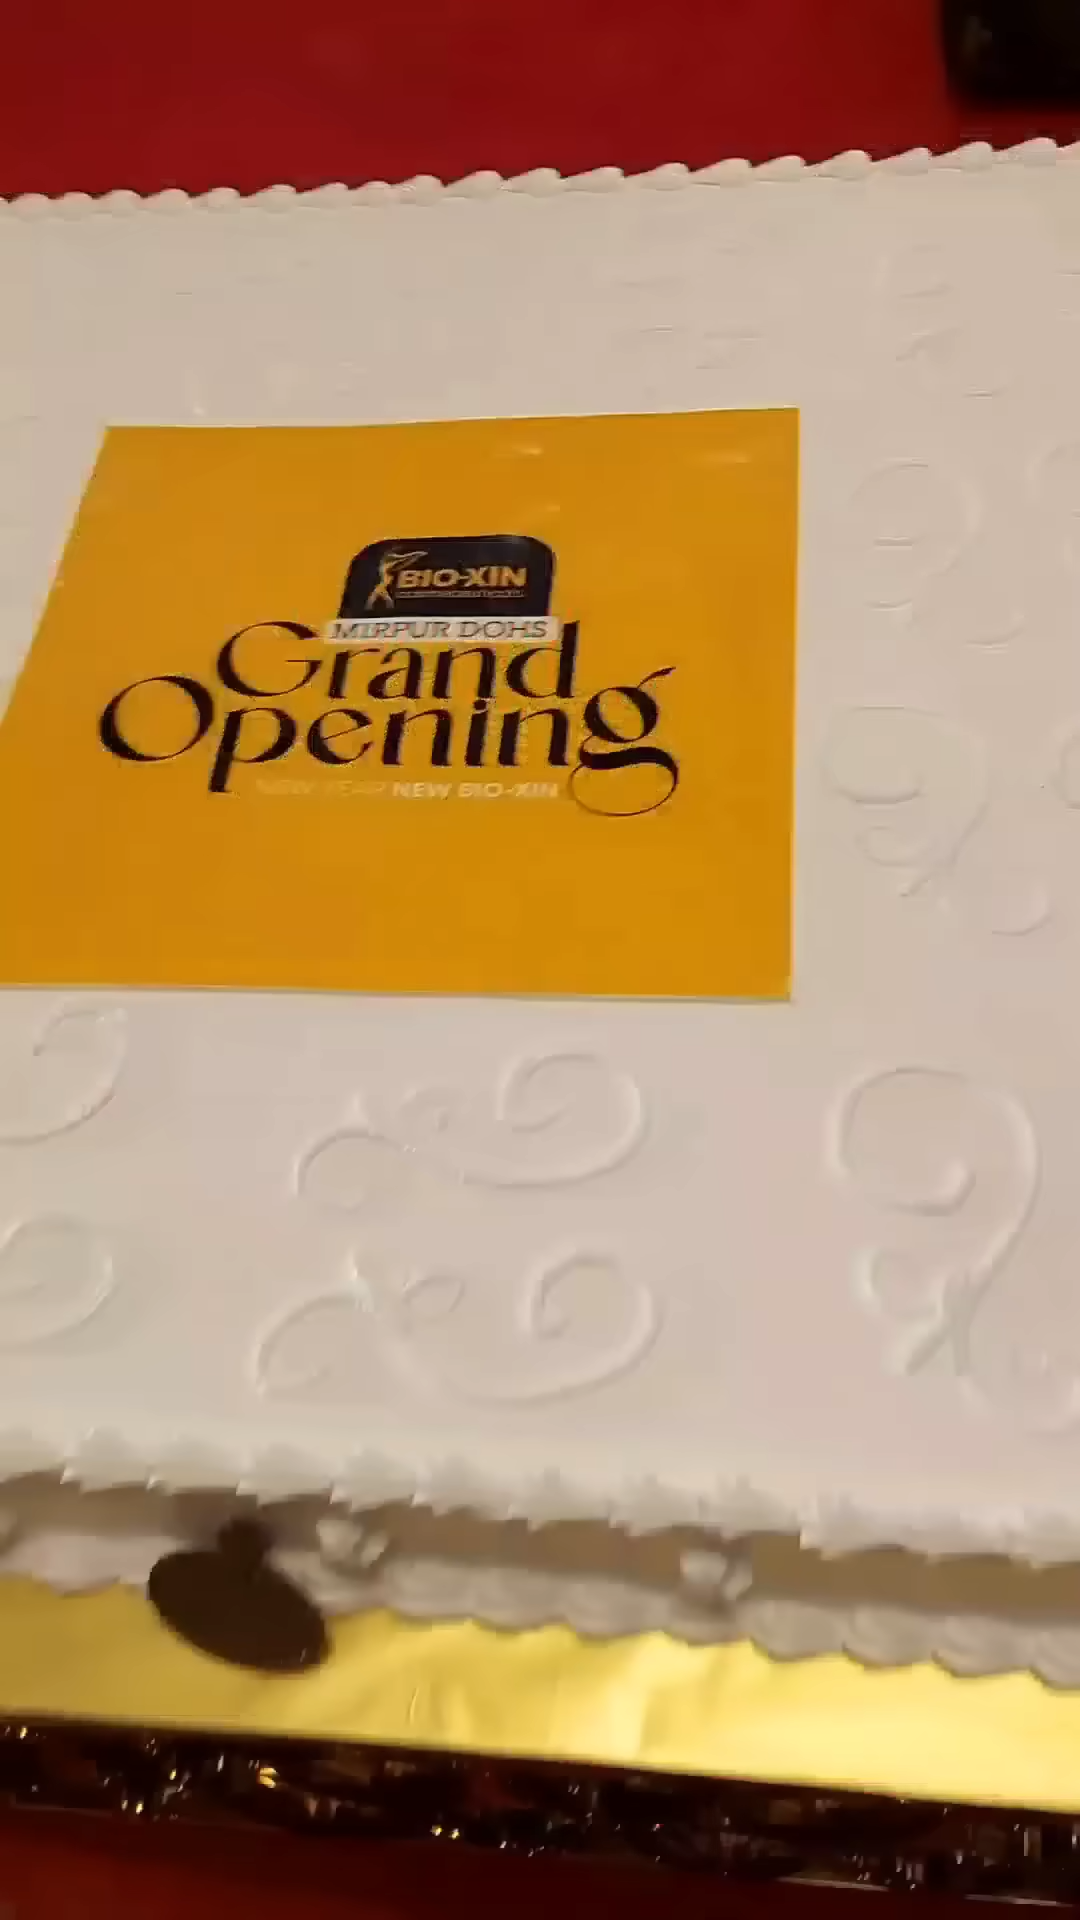 BIO-XIN
MIRPUR DOHS
Grand
Opening
NEW YEAR NEW BIO-XIN